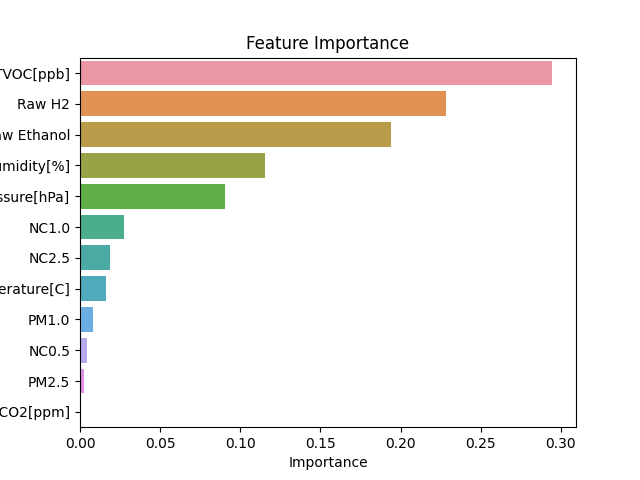 Feature Importance
TVOC[ppb]
Raw H2
aw Ethanol
umidity[%]
ssure[hPa]
NC1.0
NC2.5
erature[C]
PM1.0
NC0.5
PM2.5
CO2[ppm]
0.00 0.05 0.10 0.15 0.20 0.25 0.30
Importance